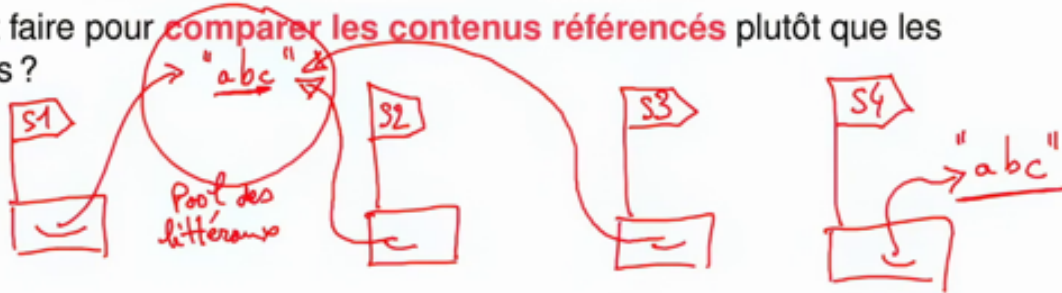 faire pour comparer les contenus référencés plutôt que les
s ?
"abc"
S1
S2
S3
S4
"abc"
Pool des
littéraux